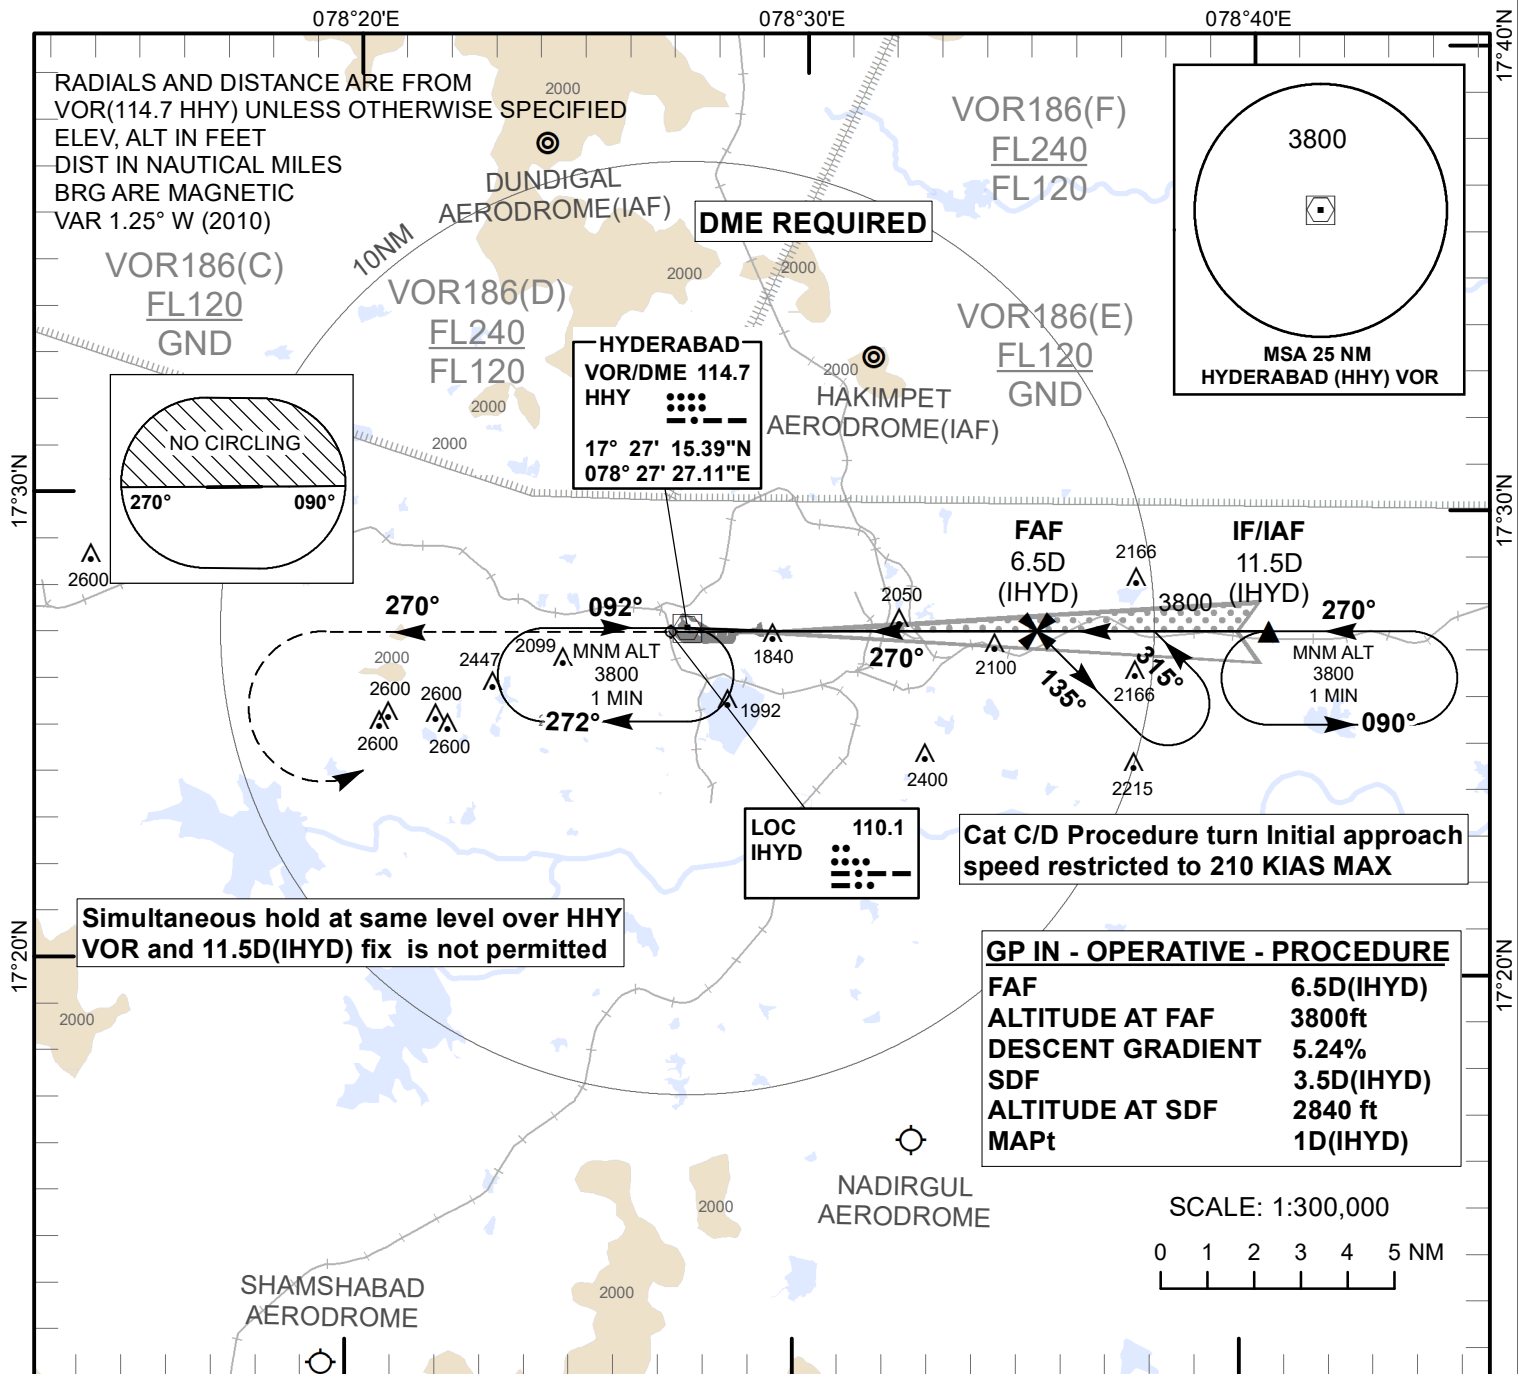 078°20'E
078°30'E
078°40'E
17°40'N
17°30'N
17°30'N
17°20'N
17°20'N
RADIALS AND DISTANCE ARE FROM
VOR(114.7 HHY) UNLESS OTHERWISE SPECIFIED
ELEV, ALT IN FEET
DIST IN NAUTICAL MILES
BRG ARE MAGNETIC
VAR 1.25° W (2010)
2000
DUNDIGAL
AERODROME(IAF)
10NM
DME REQUIRED
VOR186(F)
FL240
FL120
3800
MSA 25 NM
HYDERABAD (HHY) VOR
VOR186(C)
FL120
GND
VOR186(D)
FL240
FL120
2000
2000
VOR186(E)
FL120
GND
HYDERABAD
VOR/DME 114.7
HHY
17° 27' 15.39"N
078° 27' 27.11"E
2000
HAKIMPET
AERODROME(IAF)
2000
2000
NO CIRCLING
270°
090°
2600
FAF
6.5D
(IHYD)
IF/IAF
11.5D
(IHYD)
2166
3800
2050
270°
092°
270°
2099
MNM ALT
3800
1 MIN
272°
2447
2000
2600
2600
2600
2600
1840
1992
270°
2100
135°
315°
2166
MNM ALT
3800
1 MIN
090°
2400
2215
LOC 110.1
IHYD
Cat C/D Procedure turn Initial approach
speed restricted to 210 KIAS MAX
Simultaneous hold at same level over HHY
VOR and 11.5D(IHYD) fix is not permitted
GP IN - OPERATIVE - PROCEDURE
FAF 6.5D(IHYD)
ALTITUDE AT FAF 3800ft
DESCENT GRADIENT 5.24%
SDF 3.5D(IHYD)
ALTITUDE AT SDF 2840 ft
MAPt 1D(IHYD)
2000
NADIRGUL
AERODROME
2000
2000
SHAMSHABAD
AERODROME
SCALE: 1:300,000
0 1 2 3 4 5 NM